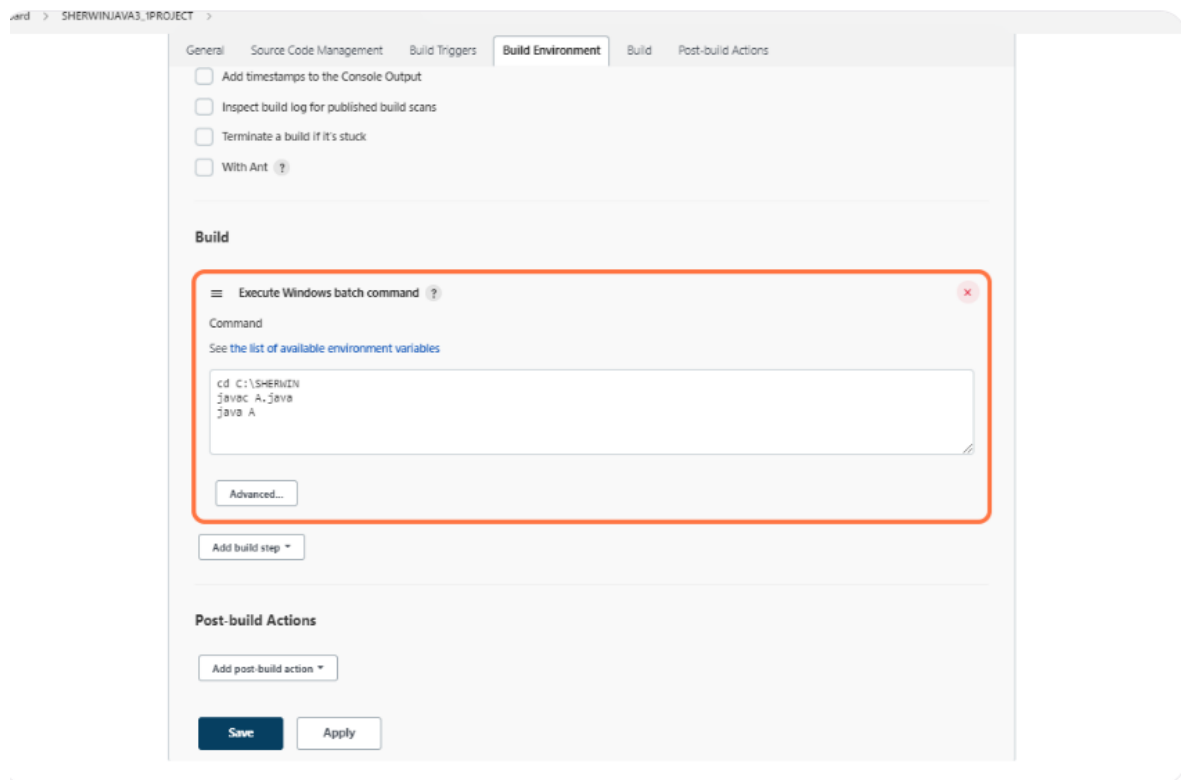 > SHERWINJAVA3_1PROJECT >
General Source Code Management Build Triggers Build Environment Build Post-build Actions
Add timestamps to the Console Output
Inspect build log for published build scans
Terminate a build if it's stuck
With Ant ?
Build
Execute Windows batch command ?
Command
See the list of available environment variables
cd C:\SHERWIN
javac A.java
java A
Advanced...
Add build step
Post-build Actions
Add post-build action
Save Apply